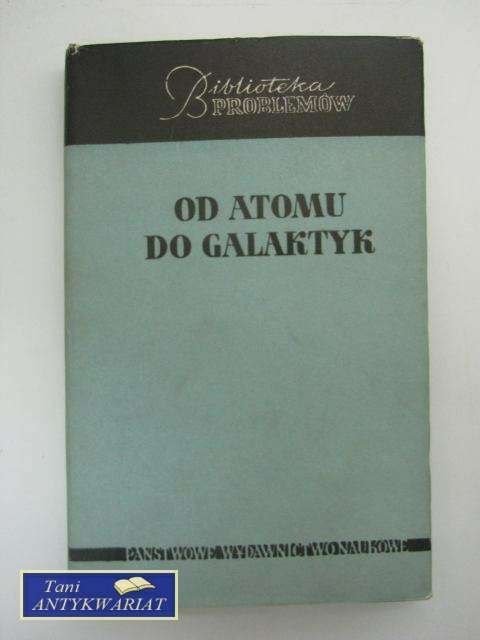 Biblioteka
PROBLEMÓW
OD ATOMU
DO GALAKTYK
PAŃSTWOWE WYDAWNICTWO NAUKOWE
Tani
ANTYKWARIAT